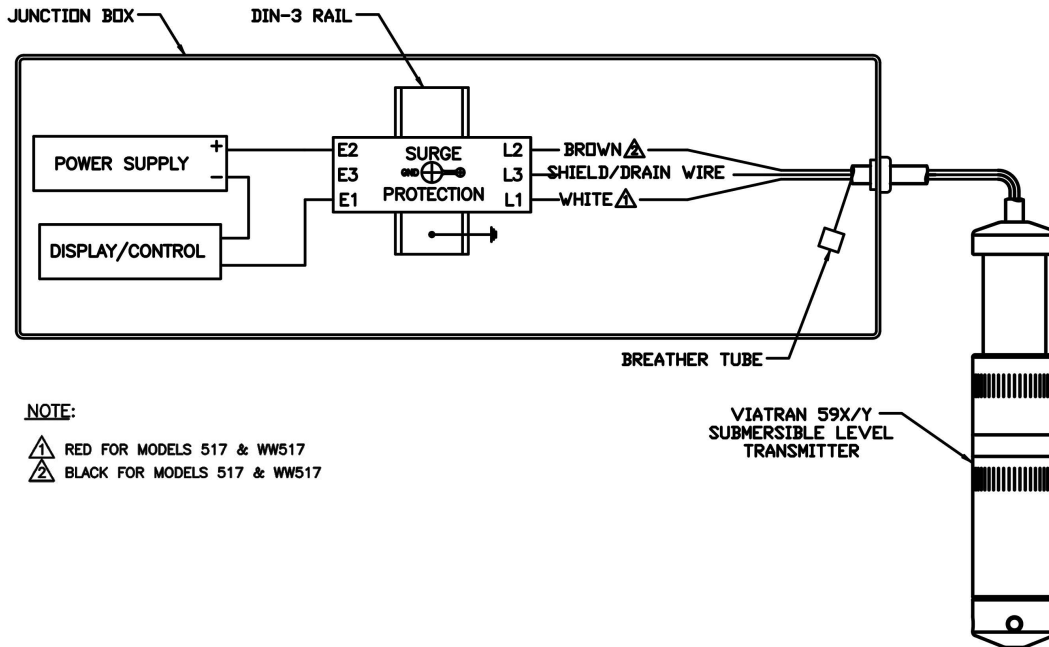 JUNCTION BOX
DIN-3 RAIL
POWER SUPPLY
+
-
DISPLAY/CONTROL
E2
E3
E1
SURGE
GND
PROTECTION
L2
L3
L1
BROWN 2
SHIELD/DRAIN WIRE
WHITE 1
BREATHER TUBE
VIATRAN 59X/Y
SUBMERSIBLE LEVEL
TRANSMITTER
NOTE:
1 RED FOR MODELS 517 & WW517
2 BLACK FOR MODELS 517 & WW517